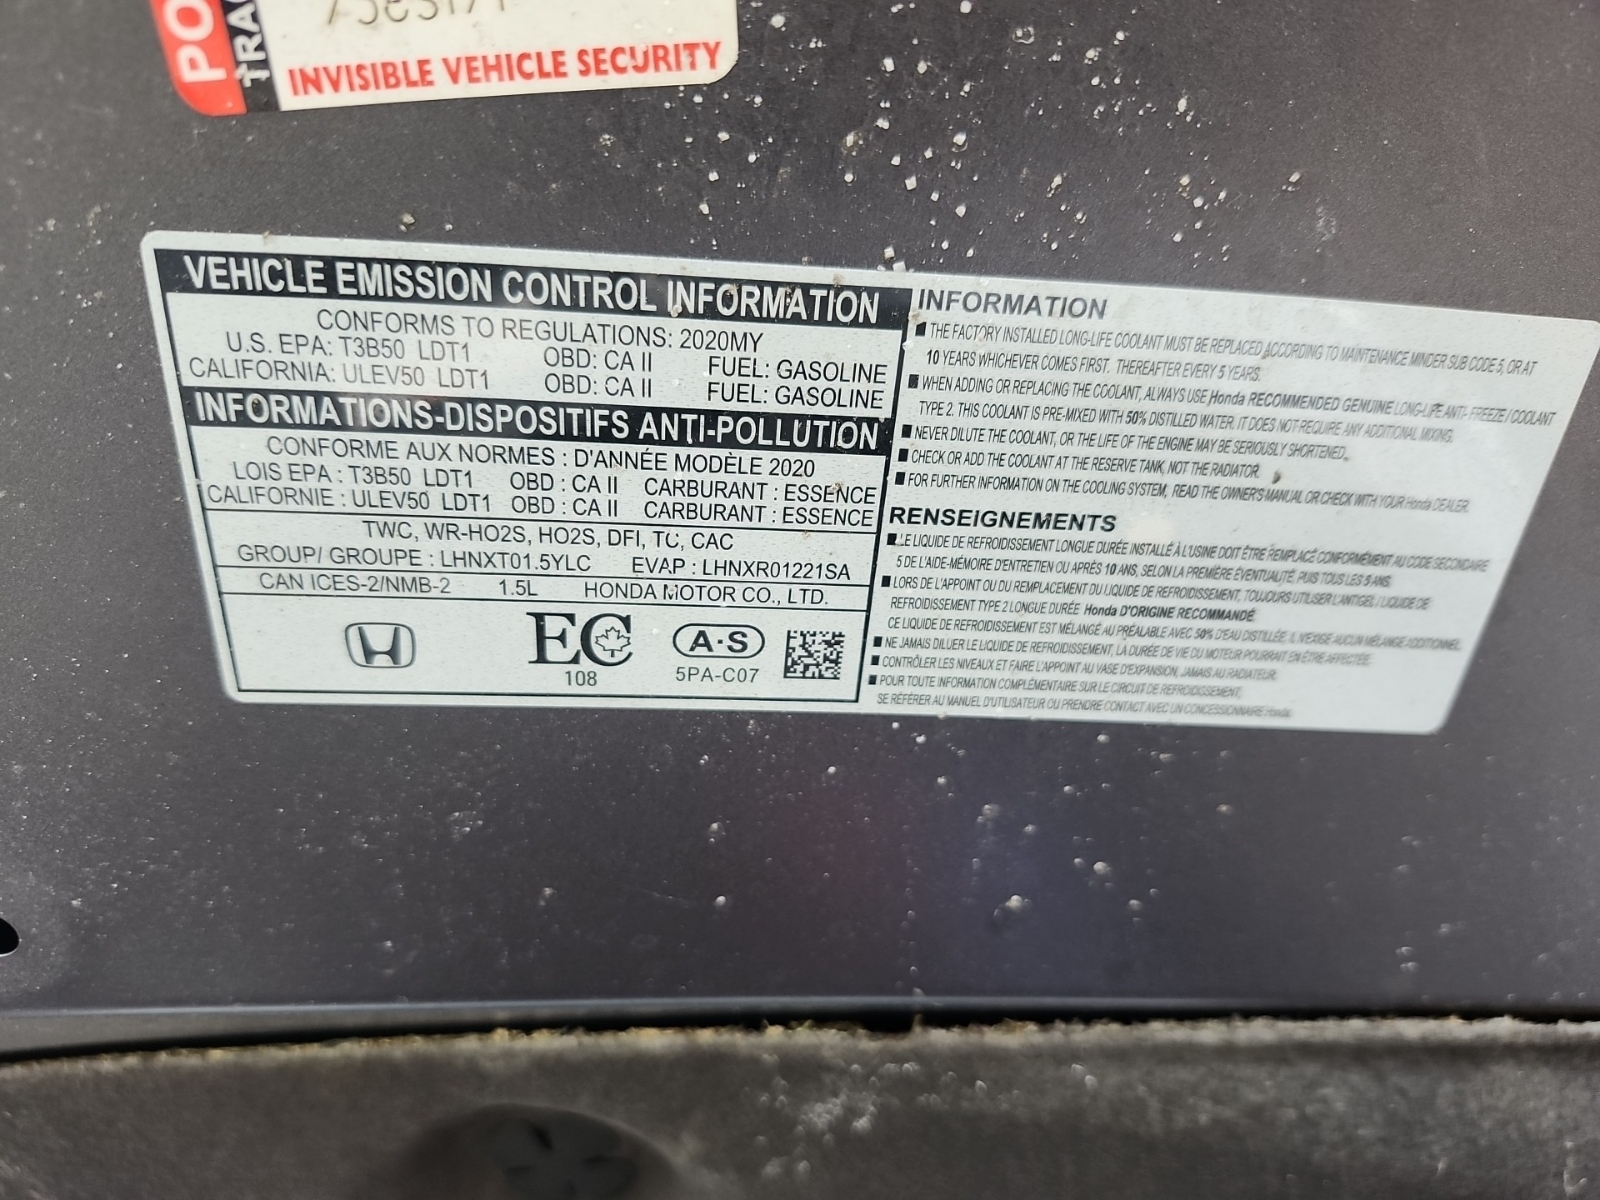 PO
TRA
INVISIBLE VEHICLE SECURITY
VEHICLE EMISSION CONTROL INFORMATION
CONFORMS TO REGULATIONS: 2020MY
U.S. EPA: T3B50 LDT1 OBD: CA II FUEL: GASOLINE
CALIFORNIA: ULEV50 LDT1 OBD: CA II FUEL: GASOLINE
INFORMATIONS-DISPOSITIFS ANTI-POLLUTION
CONFORME AUX NORMES : D'ANNÉE MODÈLE 2020
LOIS EPA : T3B50 LDT1 OBD : CA II CARBURANT : ESSENCE
CALIFORNIE : ULEV50 LDT1 OBD : CA II CARBURANT : ESSENCE
TWC, WR-HO2S, HO2S, DFI, TC, CAC
GROUP/ GROUPE : LHNXT01.5YLC EVAP : LHNXR01221SA
CAN ICES-2/NMB-2 1.5L HONDA MOTOR CO., LTD.
EC
108
A·S
5PA-C07
INFORMATION
■ THE FACTORY INSTALLED LONG-LIFE COOLANT MUST BE REPLACED ACCORDING TO MAINTENANCE MINDER SUB CODE 5, OR AT
10 YEARS WHICHEVER COMES FIRST. THEREAFTER EVERY 5 YEARS.
■ WHEN ADDING OR REPLACING THE COOLANT, ALWAYS USE Honda RECOMMENDED GENUINE LONG-LIFE ANTI-FREEZE / COOLANT
TYPE 2. THIS COOLANT IS PRE-MIXED WITH 50% DISTILLED WATER. IT DOES NOT REQUIRE ANY ADDITIONAL MIXING.
■ NEVER DILUTE THE COOLANT, OR THE LIFE OF THE ENGINE MAY BE SERIOUSLY SHORTENED.
■ CHECK OR ADD THE COOLANT AT THE RESERVE TANK, NOT THE RADIATOR.
■ FOR FURTHER INFORMATION ON THE COOLING SYSTEM, READ THE OWNER'S MANUAL OR CHECK WITH YOUR Honda DEALER.
RENSEIGNEMENTS
■ LE LIQUIDE DE REFROIDISSEMENT LONGUE DURÉE INSTALLÉ À L'USINE DOIT ÊTRE REMPLACÉ CONFORMÉMENT AU CODE SECONDAIRE
5 DE L'AIDE-MÉMOIRE D'ENTRETIEN OU APRÈS 10 ANS, SELON LA PREMIÈRE ÉVENTUALITÉ. PUIS TOUS LES 5 ANS.
■ LORS DE L'APPOINT OU DU REMPLACEMENT DU LIQUIDE DE REFROIDISSEMENT, TOUJOURS UTILISER L'ANTIGEL / LIQUIDE DE
REFROIDISSEMENT TYPE 2 LONGUE DURÉE Honda D'ORIGINE RECOMMANDÉ.
CE LIQUIDE DE REFROIDISSEMENT EST MÉLANGÉ AU PRÉALABLE AVEC 50% D'EAU DISTILLÉE. IL N'EXIGE AUCUN MÉLANGE ADDITIONNEL.
■ NE JAMAIS DILUER LE LIQUIDE DE REFROIDISSEMENT, LA DURÉE DE VIE DU MOTEUR POURRAIT EN ÊTRE AFFECTÉE.
■ CONTRÔLER LES NIVEAUX ET FAIRE L'APPOINT AU VASE D'EXPANSION, JAMAIS AU RADIATEUR.
■ POUR TOUTE INFORMATION COMPLÉMENTAIRE SUR LE CIRCUIT DE REFROIDISSEMENT,
SE RÉFÉRER AU MANUEL D'UTILISATEUR OU PRENDRE CONTACT AVEC UN CONCESSIONNAIRE Honda.